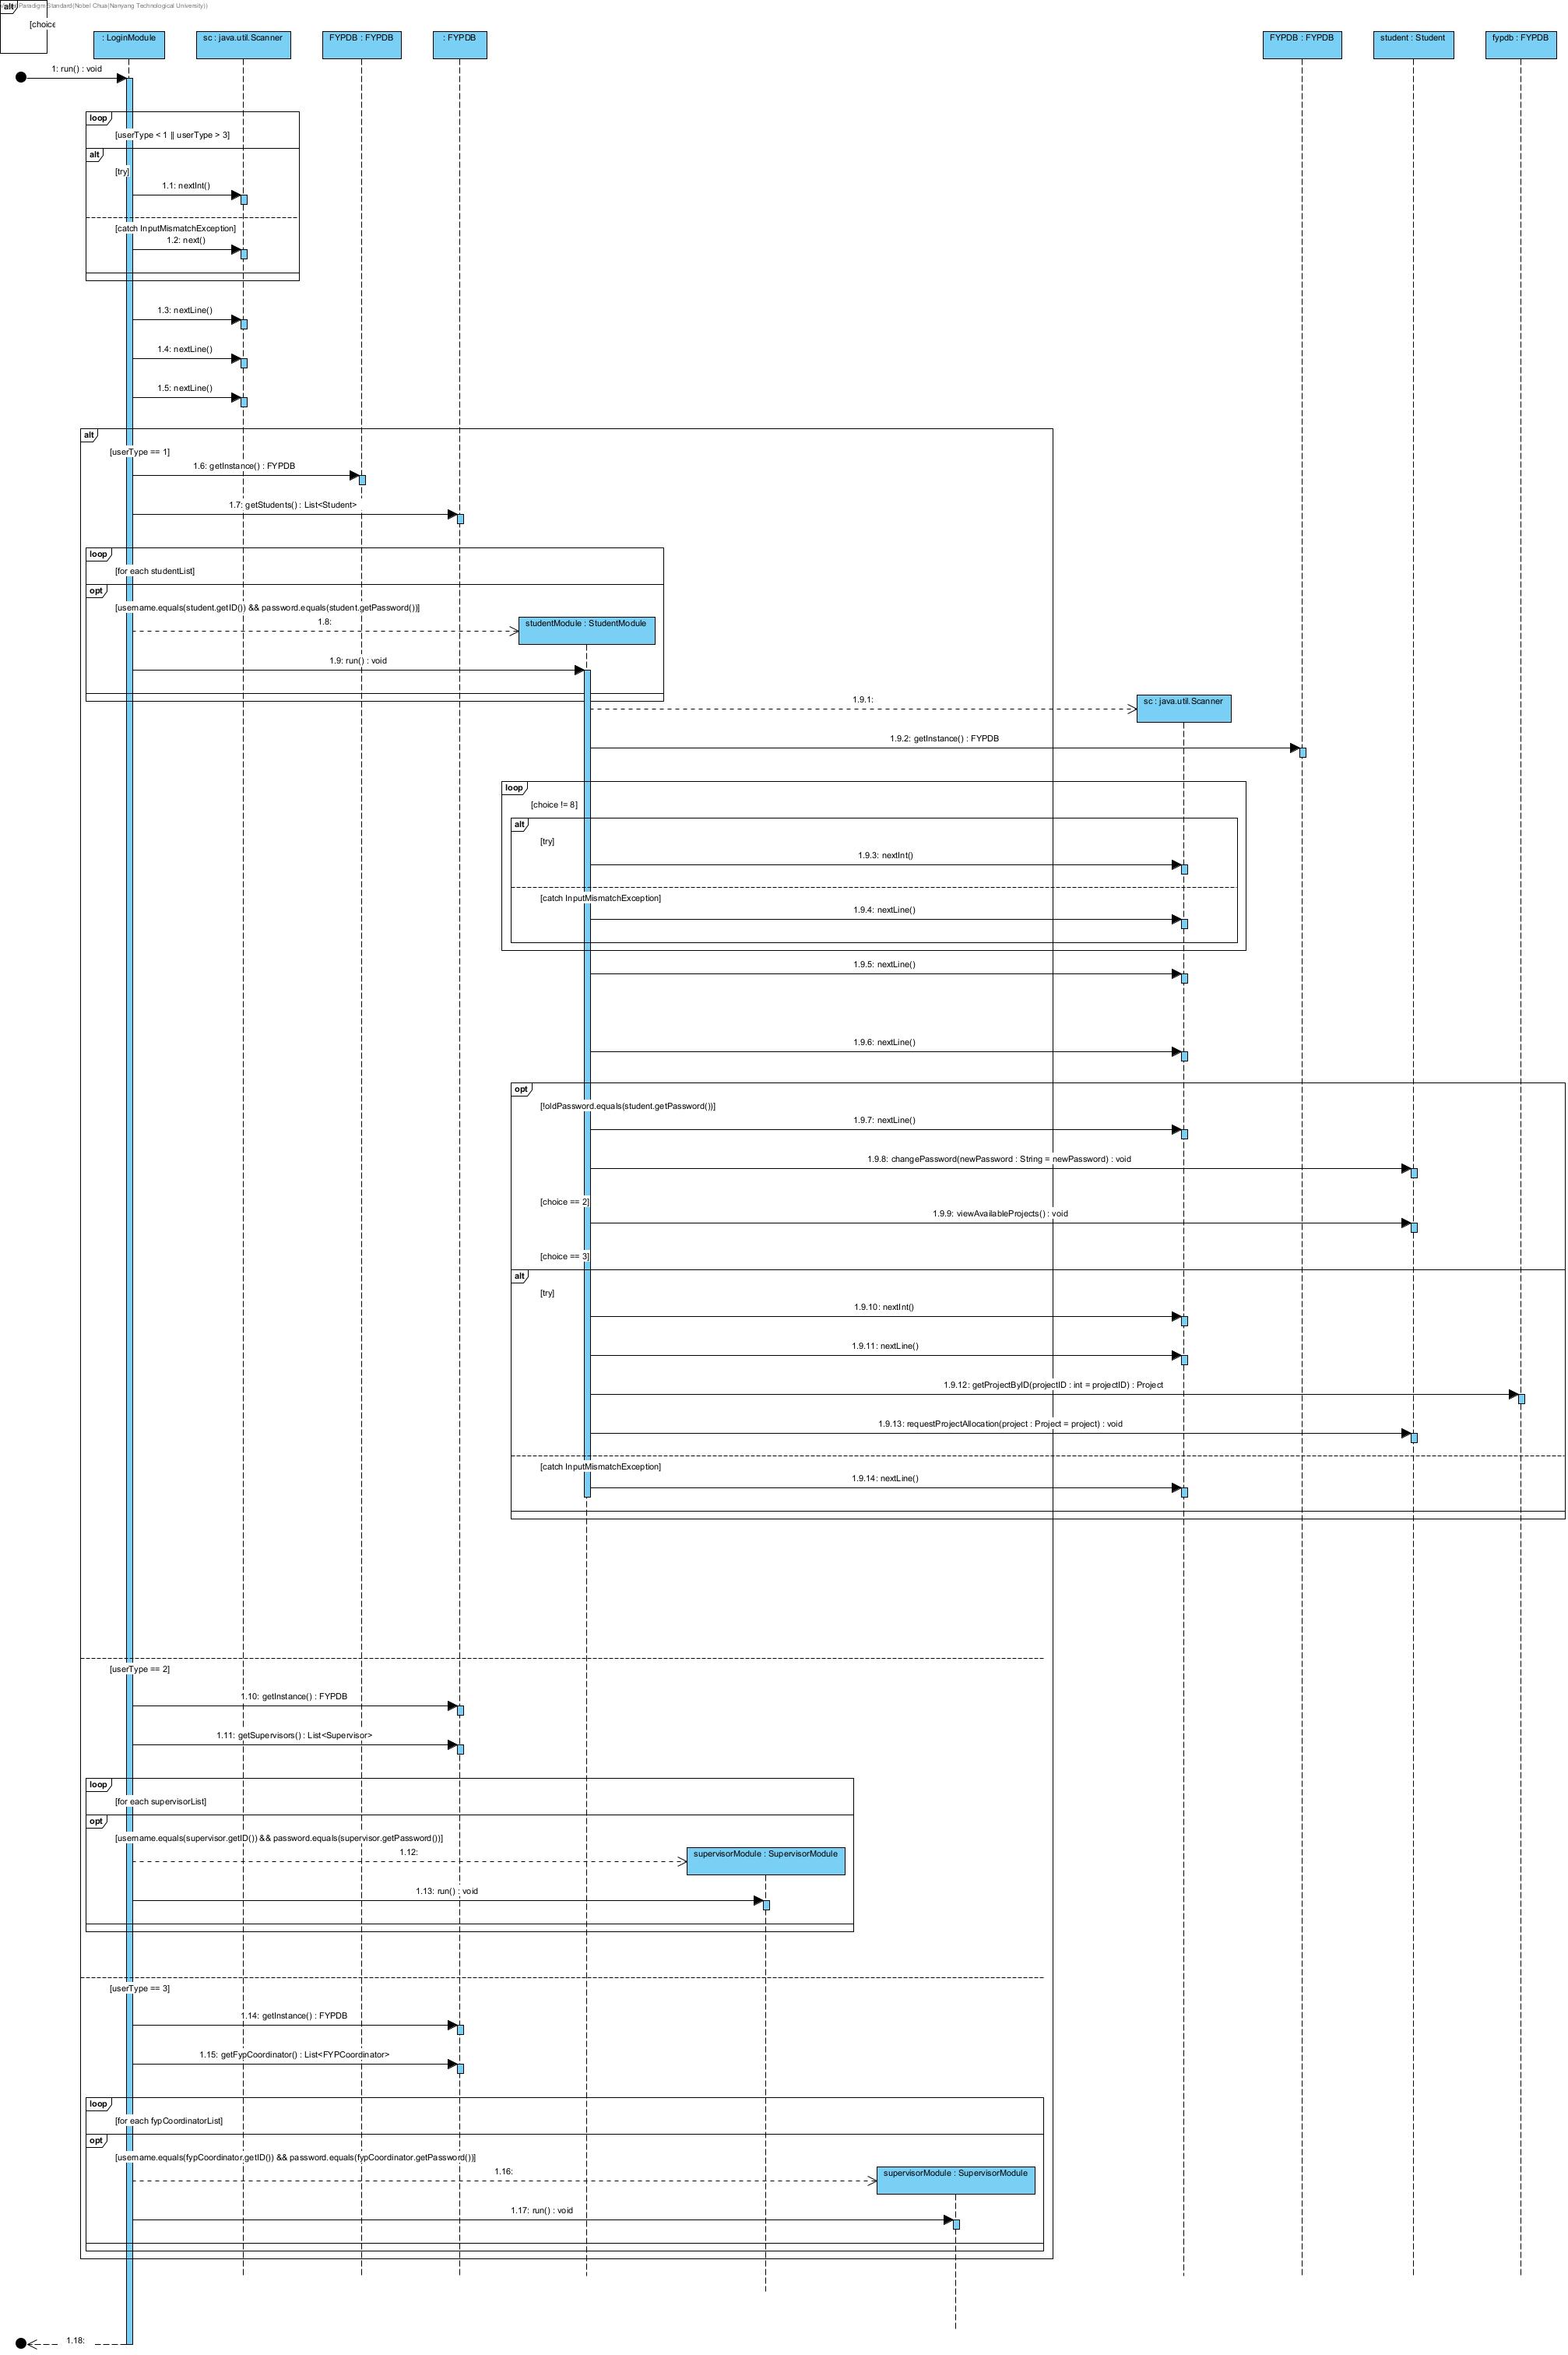 Paradigm Standard(Nobel Chua(Nanyang Technological University))
alt
[choice
: LoginModule
sc : java.util.Scanner
FYPDB : FYPDB
: FYPDB
FYPDB : FYPDB
student : Student
fypdb : FYPDB
1: run() : void
loop
[userType < 1 || userType > 3]
alt
[try]
1.1: nextInt()
[catch InputMismatchException]
1.2: next()
1.3: nextLine()
1.4: nextLine()
1.5: nextLine()
alt
[userType == 1]
1.6: getInstance() : FYPDB
1.7: getStudents() : List<Student>
loop
[for each studentList]
opt
[username.equals(student.getID()) && password.equals(student.getPassword())]
1.8:
studentModule : StudentModule
1.9: run() : void
1.9.1:
sc : java.util.Scanner
1.9.2: getInstance() : FYPDB
loop
[choice != 8]
alt
[try]
1.9.3: nextInt()
[catch InputMismatchException]
1.9.4: nextLine()
1.9.5: nextLine()
1.9.6: nextLine()
opt
[!oldPassword.equals(student.getPassword())]
1.9.7: nextLine()
1.9.8: changePassword(newPassword : String = newPassword) : void
[choice == 2]
1.9.9: viewAvailableProjects() : void
[choice == 3]
alt
[try]
1.9.10: nextInt()
1.9.11: nextLine()
1.9.12: getProjectByID(projectID : int = projectID) : Project
1.9.13: requestProjectAllocation(project : Project = project) : void
[catch InputMismatchException]
1.9.14: nextLine()
[userType == 2]
1.10: getInstance() : FYPDB
1.11: getSupervisors() : List<Supervisor>
loop
[for each supervisorList]
opt
[username.equals(supervisor.getID()) && password.equals(supervisor.getPassword())]
1.12:
supervisorModule : SupervisorModule
1.13: run() : void
[userType == 3]
1.14: getInstance() : FYPDB
1.15: getFypCoordinator() : List<FYPCoordinator>
loop
[for each fypCoordinatorList]
opt
[username.equals(fypCoordinator.getID()) && password.equals(fypCoordinator.getPassword())]
1.16:
supervisorModule : SupervisorModule
1.17: run() : void
1.18: